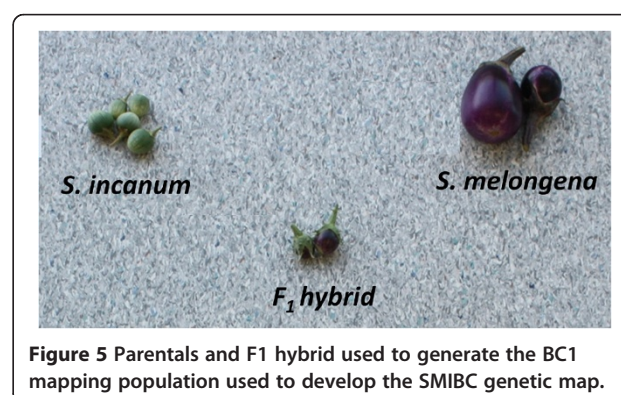 S. incanum
S. melongena
F1 hybrid
Figure 5 Parentals and F1 hybrid used to generate the BC1
mapping population used to develop the SMIBC genetic map.